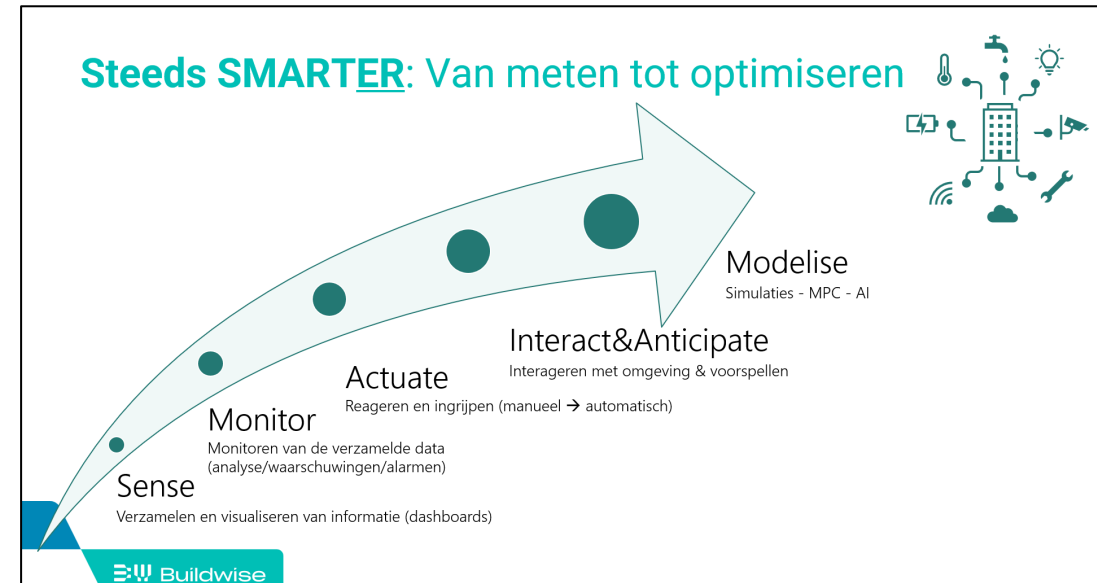 Steeds SMARTER: Van meten tot optimiseren
Modelise
Simulaties - MPC - AI
Interact&Anticipate
Interageren met omgeving & voorspellen
Actuate
Reageren en ingrijpen (manueel → automatisch)
Monitor
Monitoren van de verzamelde data
(analyse/waarschuwingen/alarmen)
Sense
Verzamelen en visualiseren van informatie (dashboards)
Buildwise